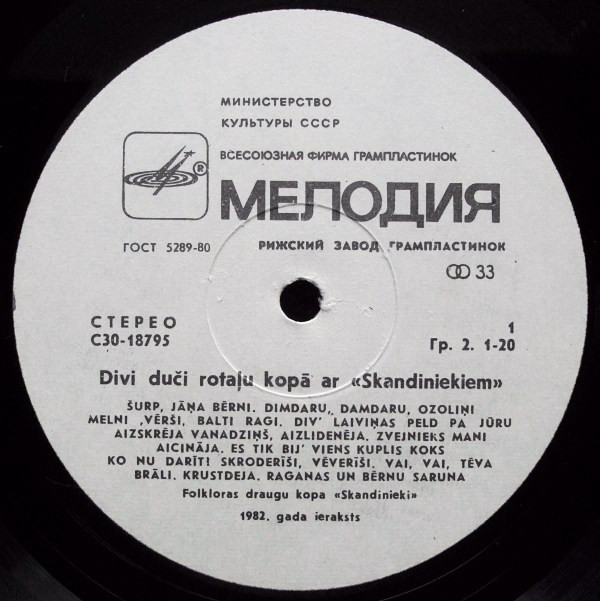 МИНИСТЕРСТВО
КУЛЬТУРЫ СССР
ВСЕСОЮЗНАЯ ФИРМА ГРАМПЛАСТИНОК
®
МЕЛОДИЯ
ГОСТ 5289-80
РИЖСКИЙ ЗАВОД ГРАМПЛАСТИНОК
33
СТЕРЕО
С30-18795
1
Гр. 2. 1-20
Divi duči rotaļu kopā ar «Skandiniekiem»
ŠURP, JĀŅA BĒRNI. DIMDARU, DAMDARU, OZOLIŅI
MELNI VĒRŠI, BALTI RAGI. DIV' LAIVIŅAS PELD PA JŪRU
AIZSKRĒJA VANADZIŅŠ, AIZLIDENĒJA. ZVEJNIEKS MANI
AICINĀJA. ES TIK BIJ' VIENS KUPLIS KOKS
KO NU DARĪT! SKRODERĪŠI, VĒVERĪŠI. VAI, VAI, TĒVA
BRĀLI. KRUSTDEJA. RAGANAS UN BĒRNU SARUNA
Folkloras draugu kopa «Skandinieki»
1982. gada ieraksts